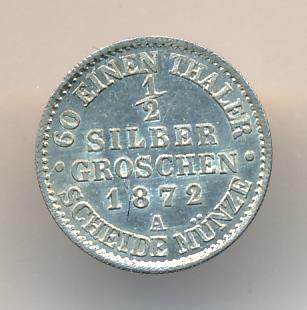 60 EINEN THALER
1/2
SILBER
GROSCHEN
1872
A
SCHEIDE MÜNZE